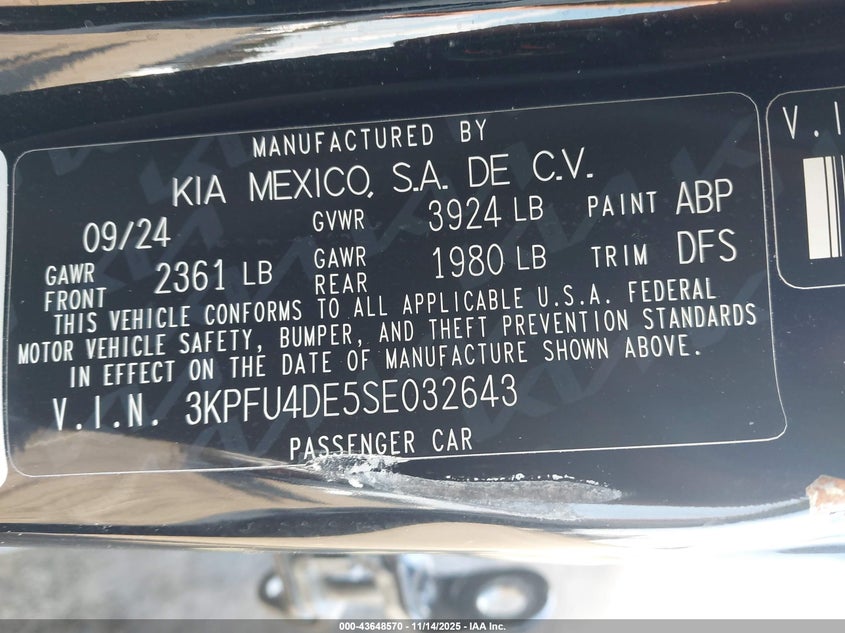 MANUFACTURED BY
KIA MEXICO, S.A. DE C.V.
09/24 GVWR 3924 LB PAINT ABP
GAWR FRONT 2361 LB GAWR REAR 1980 LB TRIM DFS
THIS VEHICLE CONFORMS TO ALL APPLICABLE U.S.A. FEDERAL
MOTOR VEHICLE SAFETY, BUMPER, AND THEFT PREVENTION STANDARDS
IN EFFECT ON THE DATE OF MANUFACTURE SHOWN ABOVE.
V.I.N. 3KPFU4DE5SE032643
PASSENGER CAR
V.I
000-43648570 - 11/14/2025 - IAA Inc.